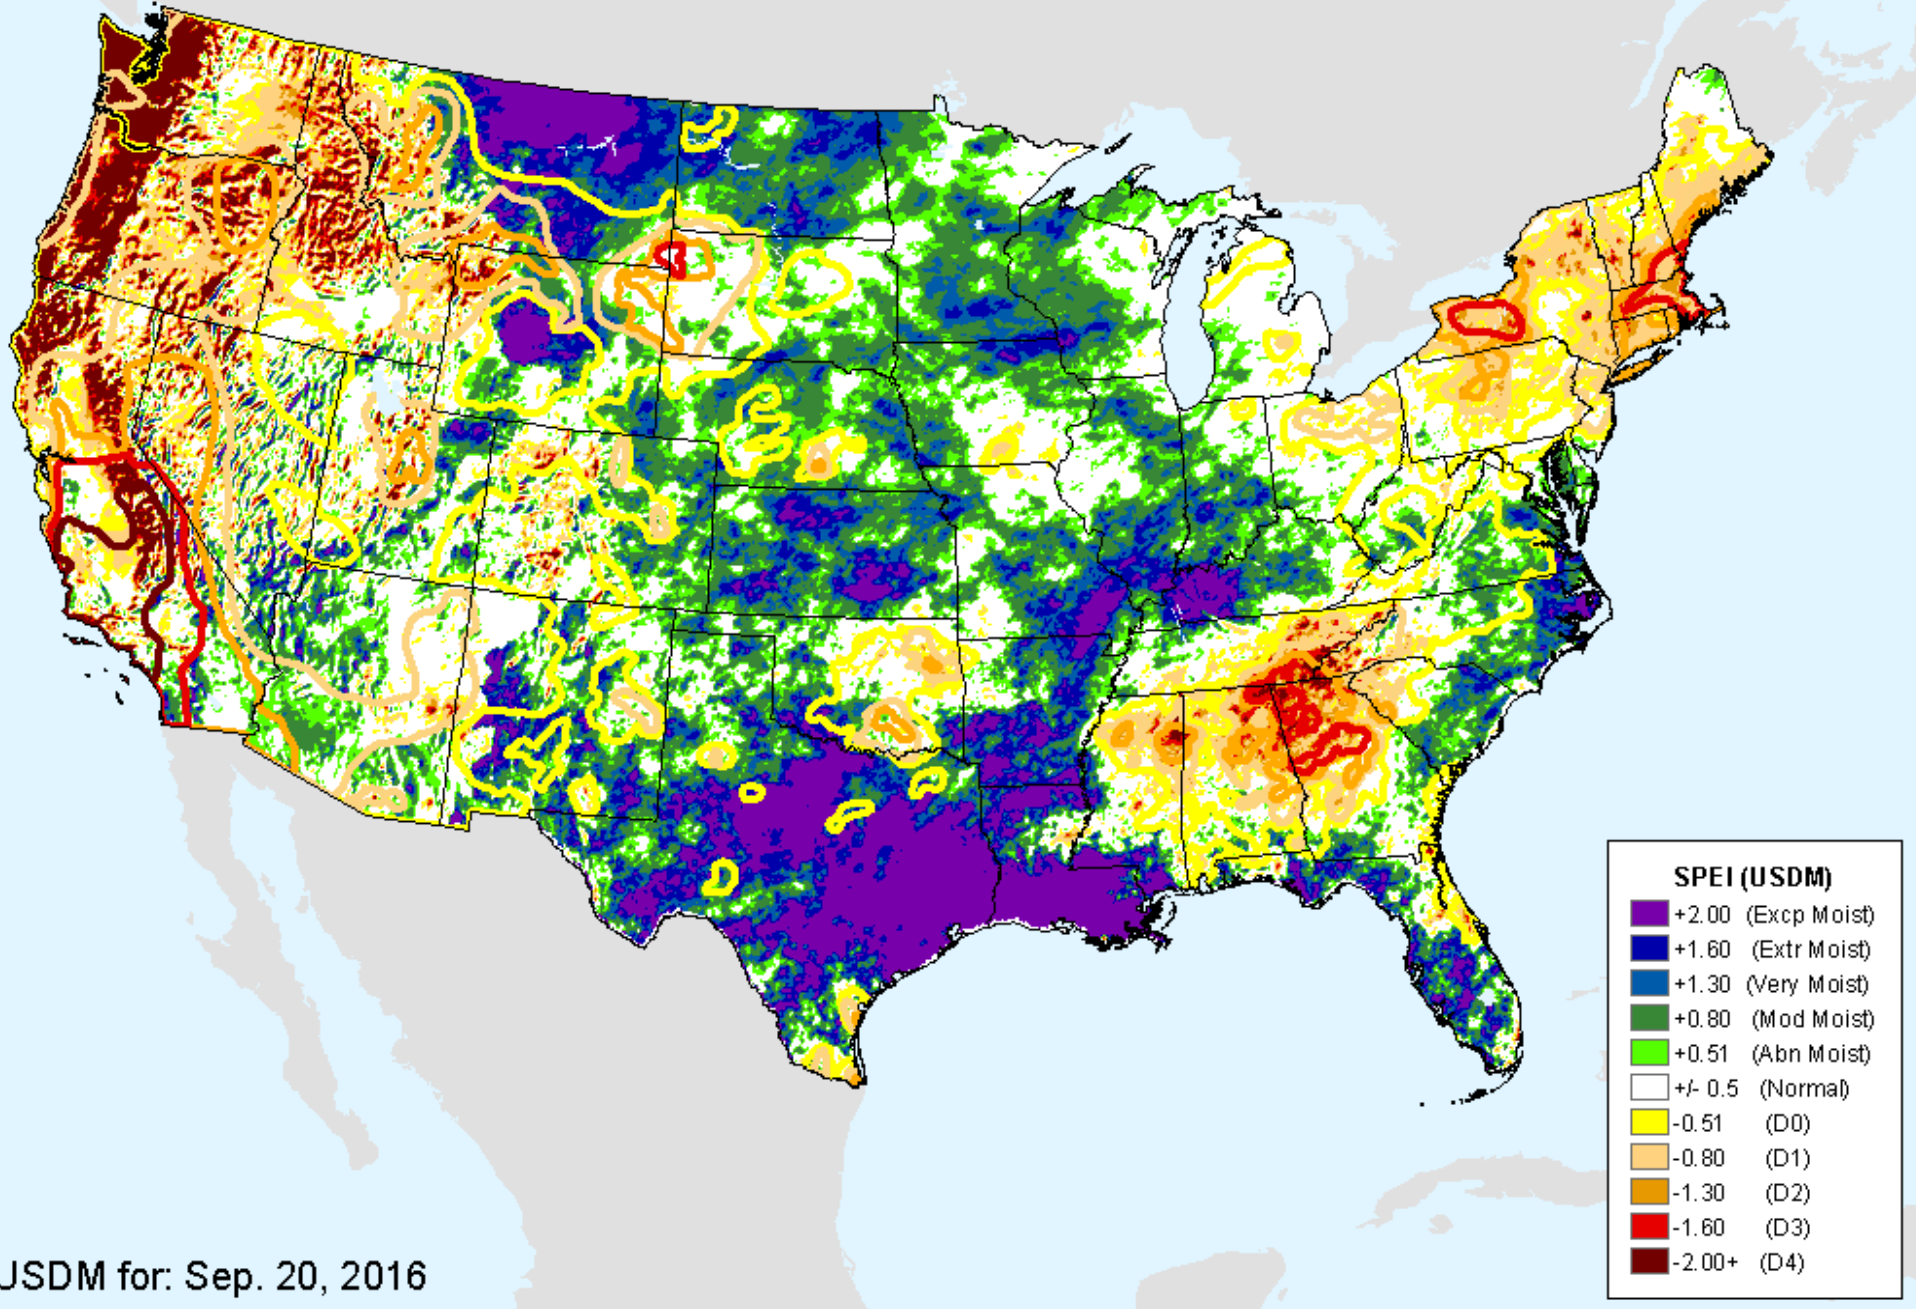 SPEI (USDM)
+2.00 (Excp Moist)
+1.60 (Extr Moist)
+1.30 (Very Moist)
+0.80 (Mod Moist)
+0.51 (Abn Moist)
+/- 0.5 (Normal)
-0.51 (D0)
-0.80 (D1)
-1.30 (D2)
-1.60 (D3)
-2.00+ (D4)
USDM for: Sep. 20, 2016